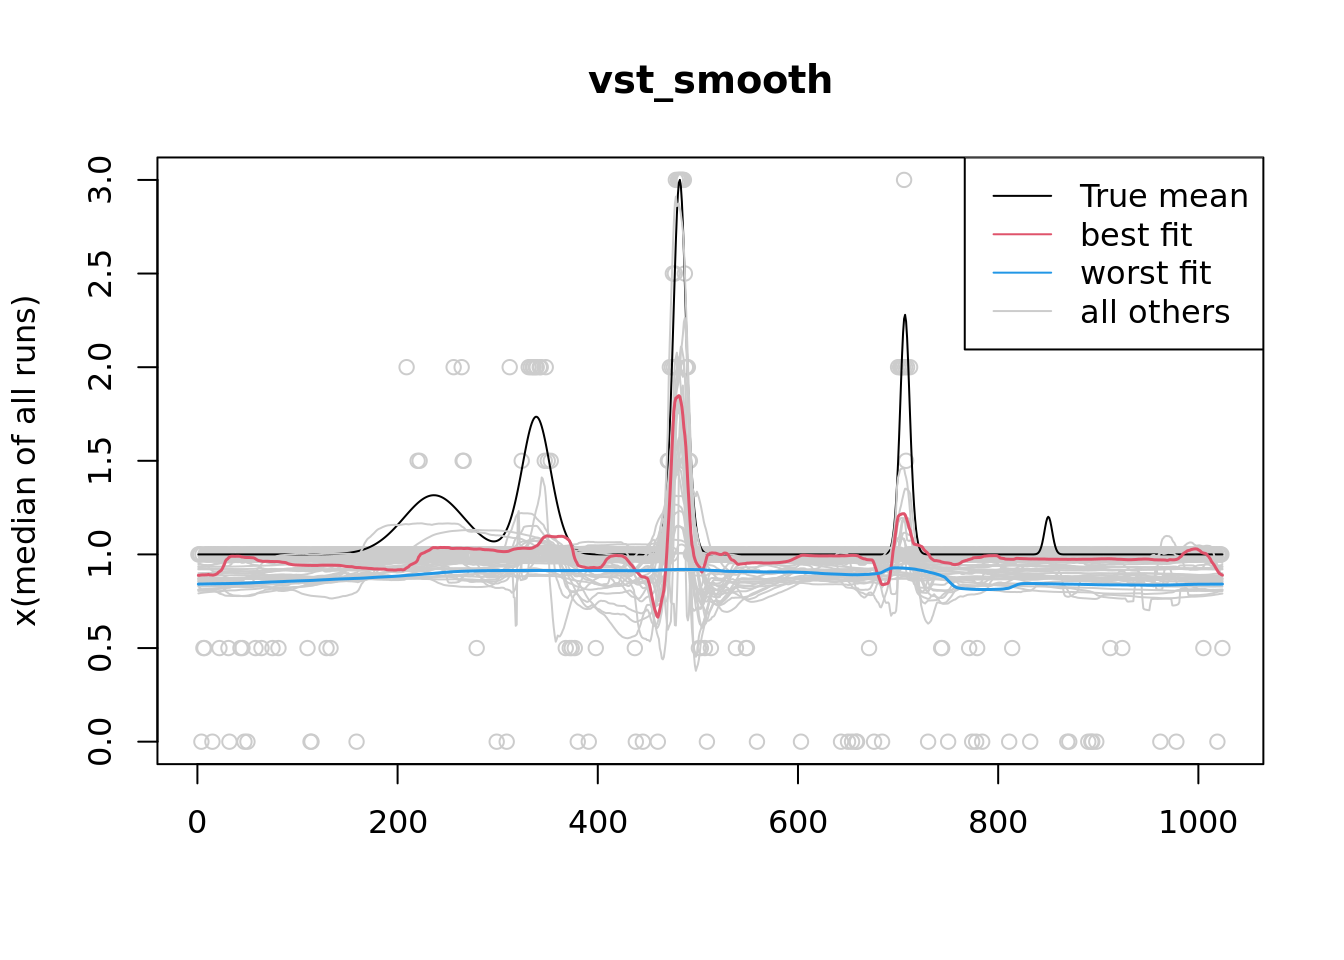 vst_smooth
x(median of all runs)
3.0
2.5
2.0
1.5
1.0
0.5
0.0
True mean
best fit
worst fit
all others
0 200 400 600 800 1000